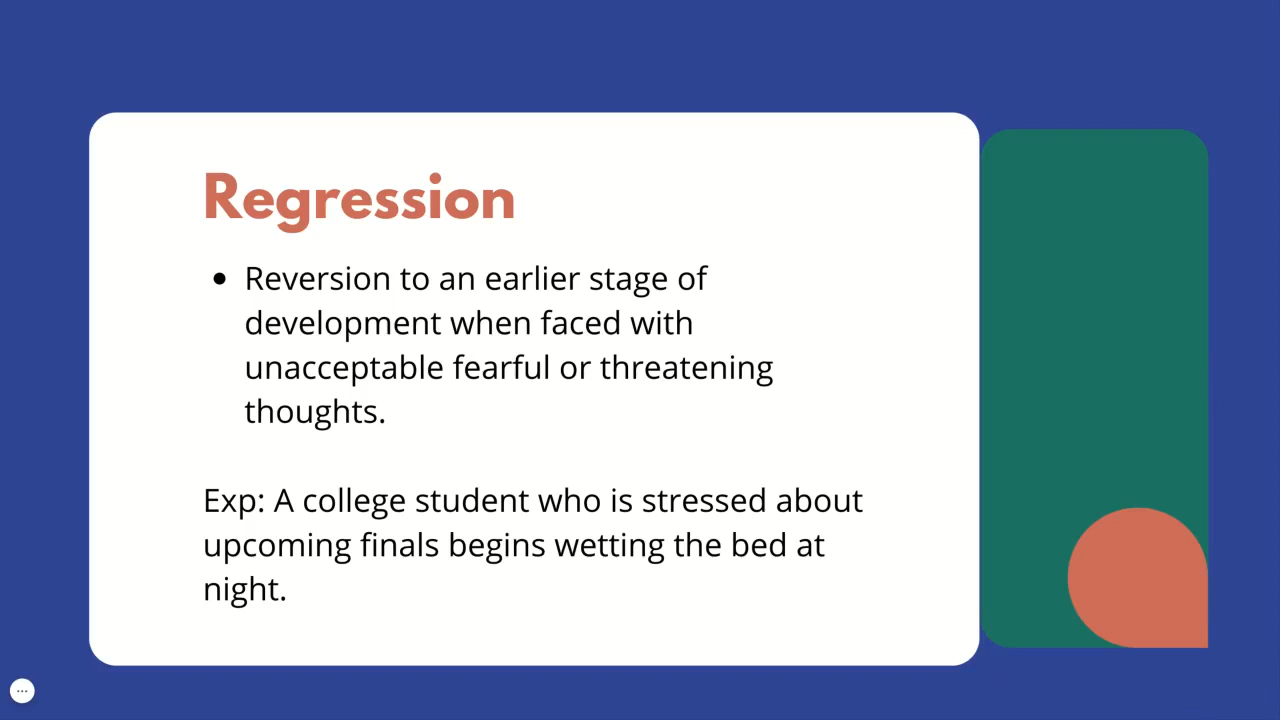 Regression
• Reversion to an earlier stage of
development when faced with
unacceptable fearful or threatening
thoughts.
Exp: A college student who is stressed about
upcoming finals begins wetting the bed at
night.